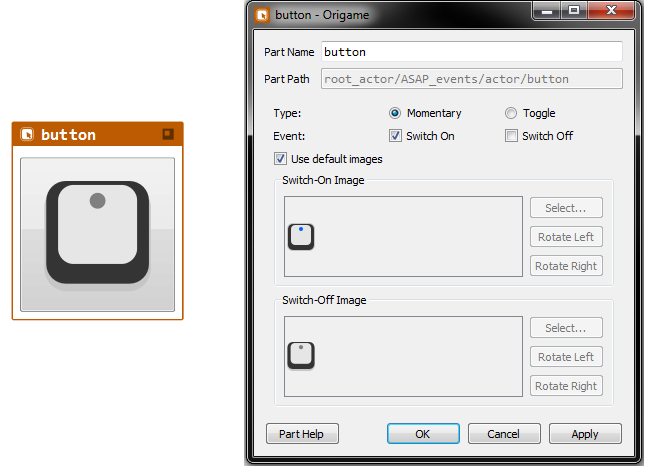 button
button - Origame
Part Name button
Part Path root_actor/ASAP_events/actor/button
Type: Momentary Toggle
Event: Switch On Switch Off
Use default images
Switch-On Image
Select...
Rotate Left
Rotate Right
Switch-Off Image
Select...
Rotate Left
Rotate Right
Part Help OK Cancel Apply